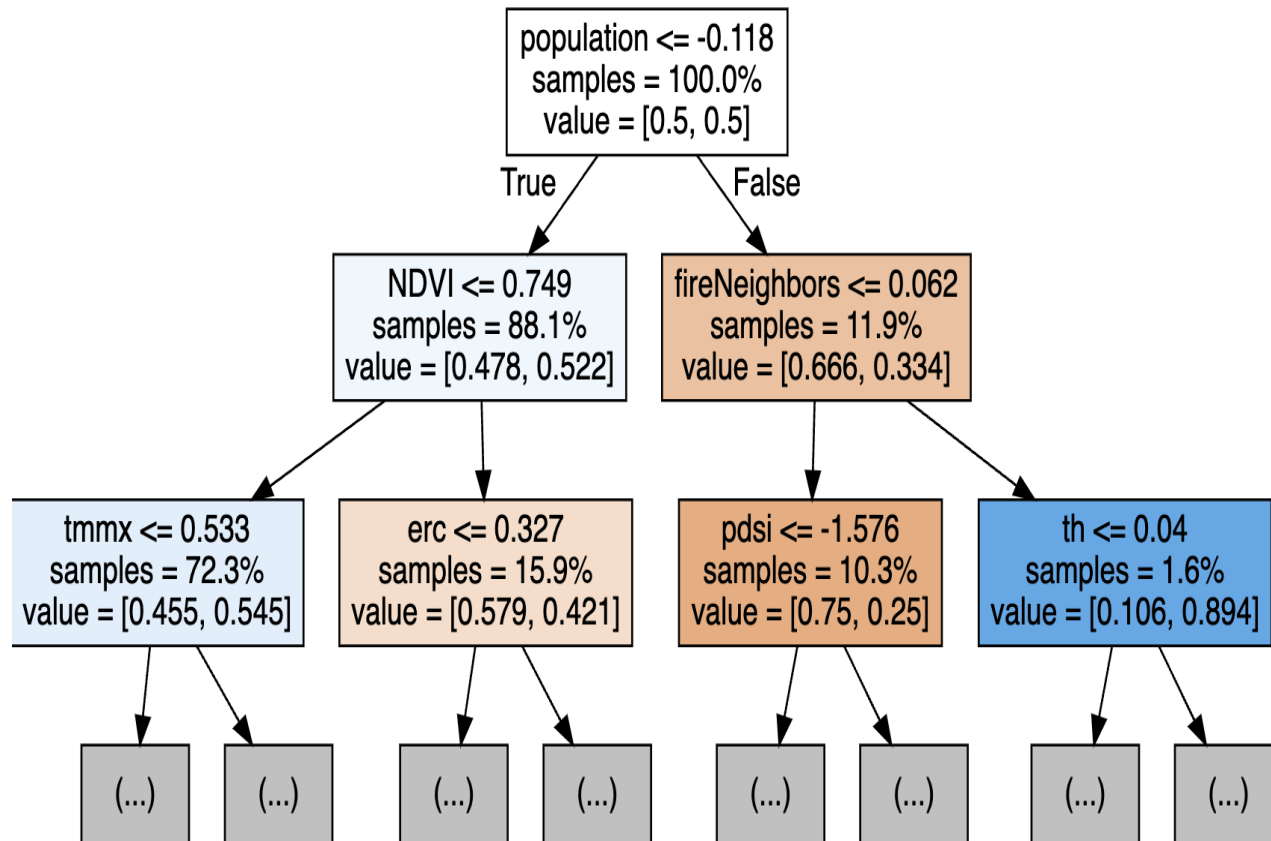 population <= -0.118
samples = 100.0%
value = [0.5, 0.5]
True
False
NDVI <= 0.749
samples = 88.1%
value = [0.478, 0.522]
fireNeighbors <= 0.062
samples = 11.9%
value = [0.666, 0.334]
tmmx <= 0.533
samples = 72.3%
value = [0.455, 0.545]
erc <= 0.327
samples = 15.9%
value = [0.579, 0.421]
pdsi <= -1.576
samples = 10.3%
value = [0.75, 0.25]
th <= 0.04
samples = 1.6%
value = [0.106, 0.894]
(...)
(...)
(...)
(...)
(...)
(...)
(...)
(...)